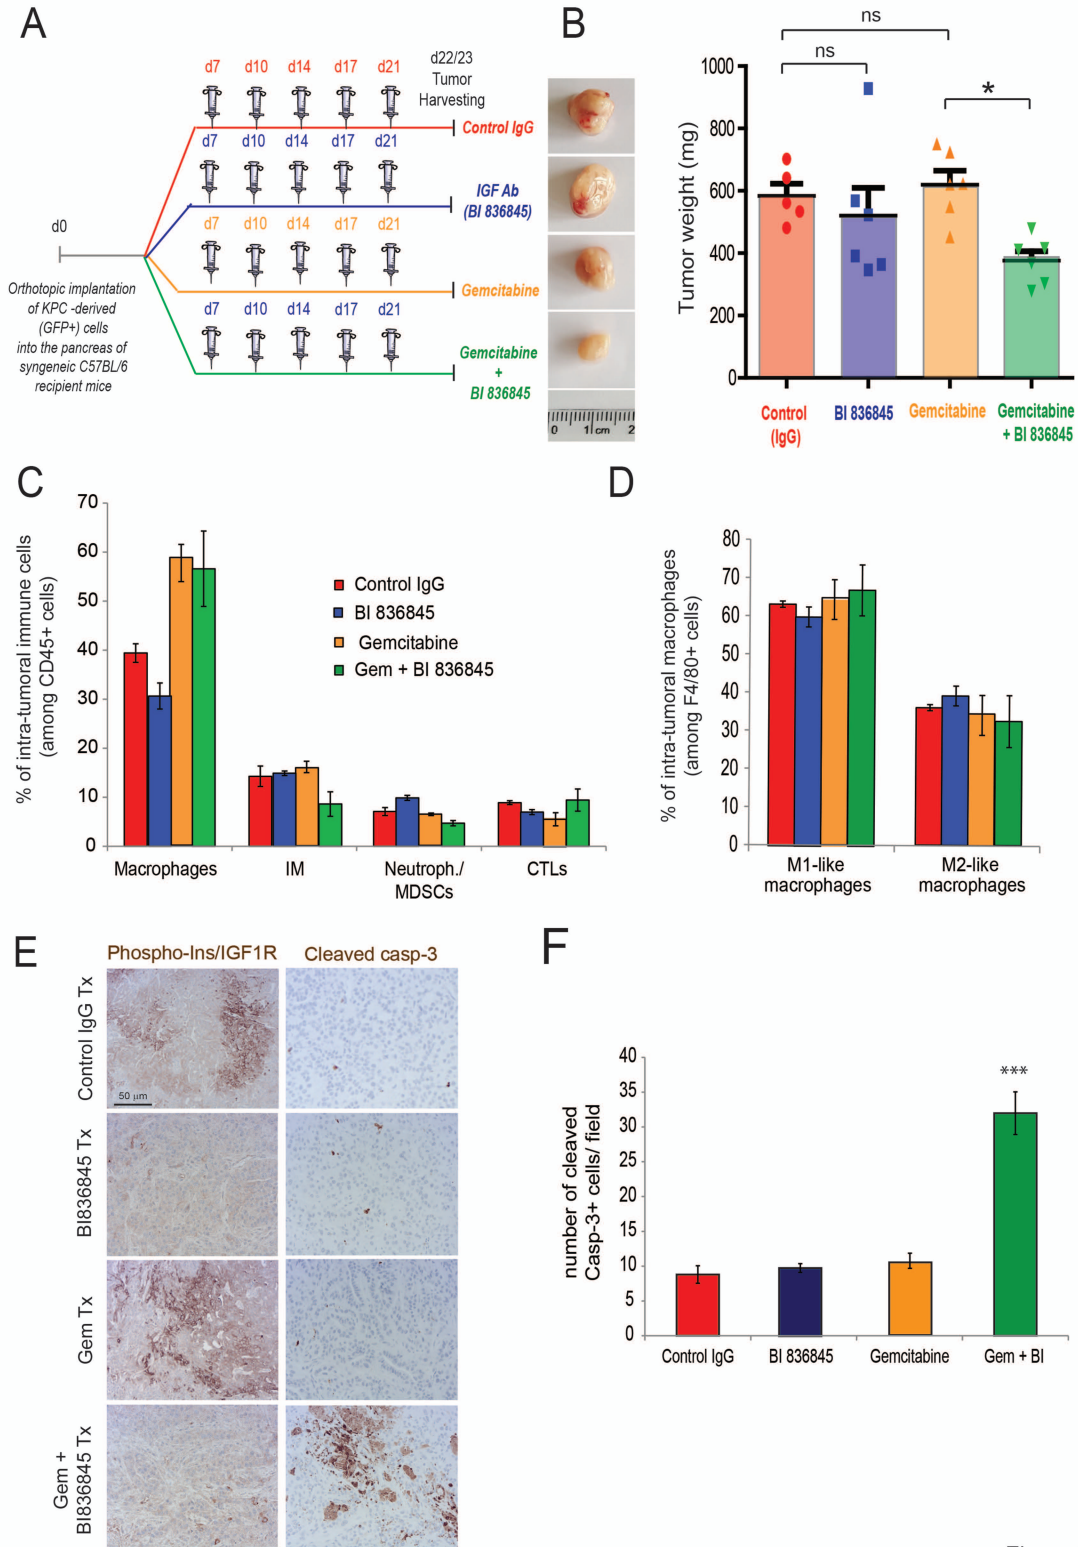 A
d7 d10 d14 d17 d21
d22/23
Tumor
Harvesting
Control IgG
d7 d10 d14 d17 d21
IGF Ab
(BI 836845)
d7 d10 d14 d17 d21
d0
Gemcitabine
Orthotopic implantation
of KPC -derived
(GFP+) cells
into the pancreas of
syngeneic C57BL/6
recipient mice
d7 d10 d14 d17 d21
Gemcitabine
+
BI 836845
0 1 cm 2
B
ns
ns
*
Tumor weight (mg)
1000
800
600
400
200
0
Control
(IgG)
BI 836845
Gemcitabine
Gemcitabine
+ BI 836845
C
% of intra-tumoral immune cells
(among CD45+ cells)
70
60
50
40
30
20
10
0
Control IgG
BI 836845
Gemcitabine
Gem + BI 836845
Macrophages
IM
Neutroph./
MDSCs
CTLs
D
% of intra-tumoral macrophages
(among F4/80+ cells)
80
70
60
50
40
30
20
10
0
M1-like
macrophages
M2-like
macrophages
E
Phospho-Ins/IGF1R
Cleaved casp-3
Control IgG Tx
50 µm
BI836845 Tx
Gem Tx
Gem +
BI836845 Tx
F
number of cleaved
Casp-3+ cells/ field
40
35
30
25
20
15
10
5
0
***
Control IgG
BI 836845
Gemcitabine
Gem + BI